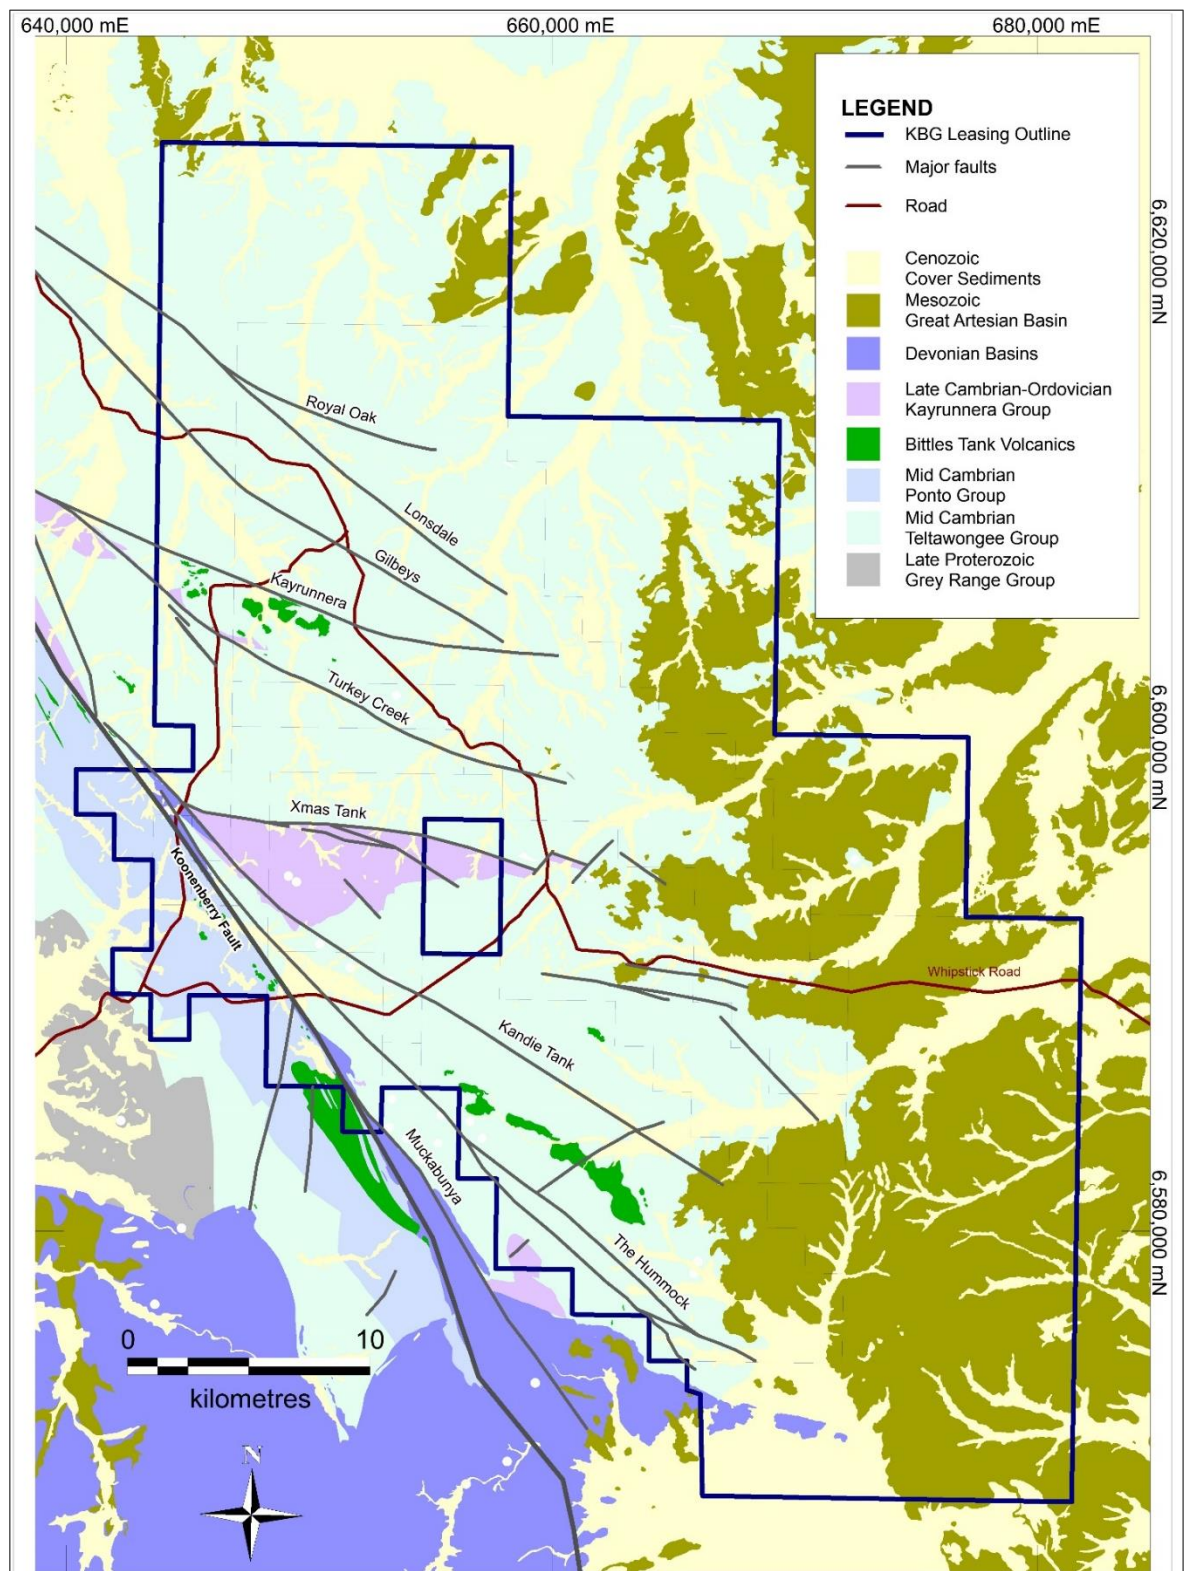 640,000 mE
660,000 mE
680,000 mE
LEGEND
KBG Leasing Outline
Major faults
Road
Cenozoic
Cover Sediments
Mesozoic
Great Artesian Basin
Devonian Basins
Late Cambrian-Ordovician
Kayrunnera Group
Bittles Tank Volcanics
Mid Cambrian
Ponto Group
Mid Cambrian
Teltawongee Group
Late Proterozoic
Grey Range Group
6,620,000 mN
Royal Oak
Lonsdale
Gilbeys
Kayrunnera
Turkey Creek
6,600,000 mN
Xmas Tank
Koonenberry Fault
Whipstick Road
Kandie Tank
Muckabunya
The Hummock
6,580,000 mN
0
10
kilometres
N